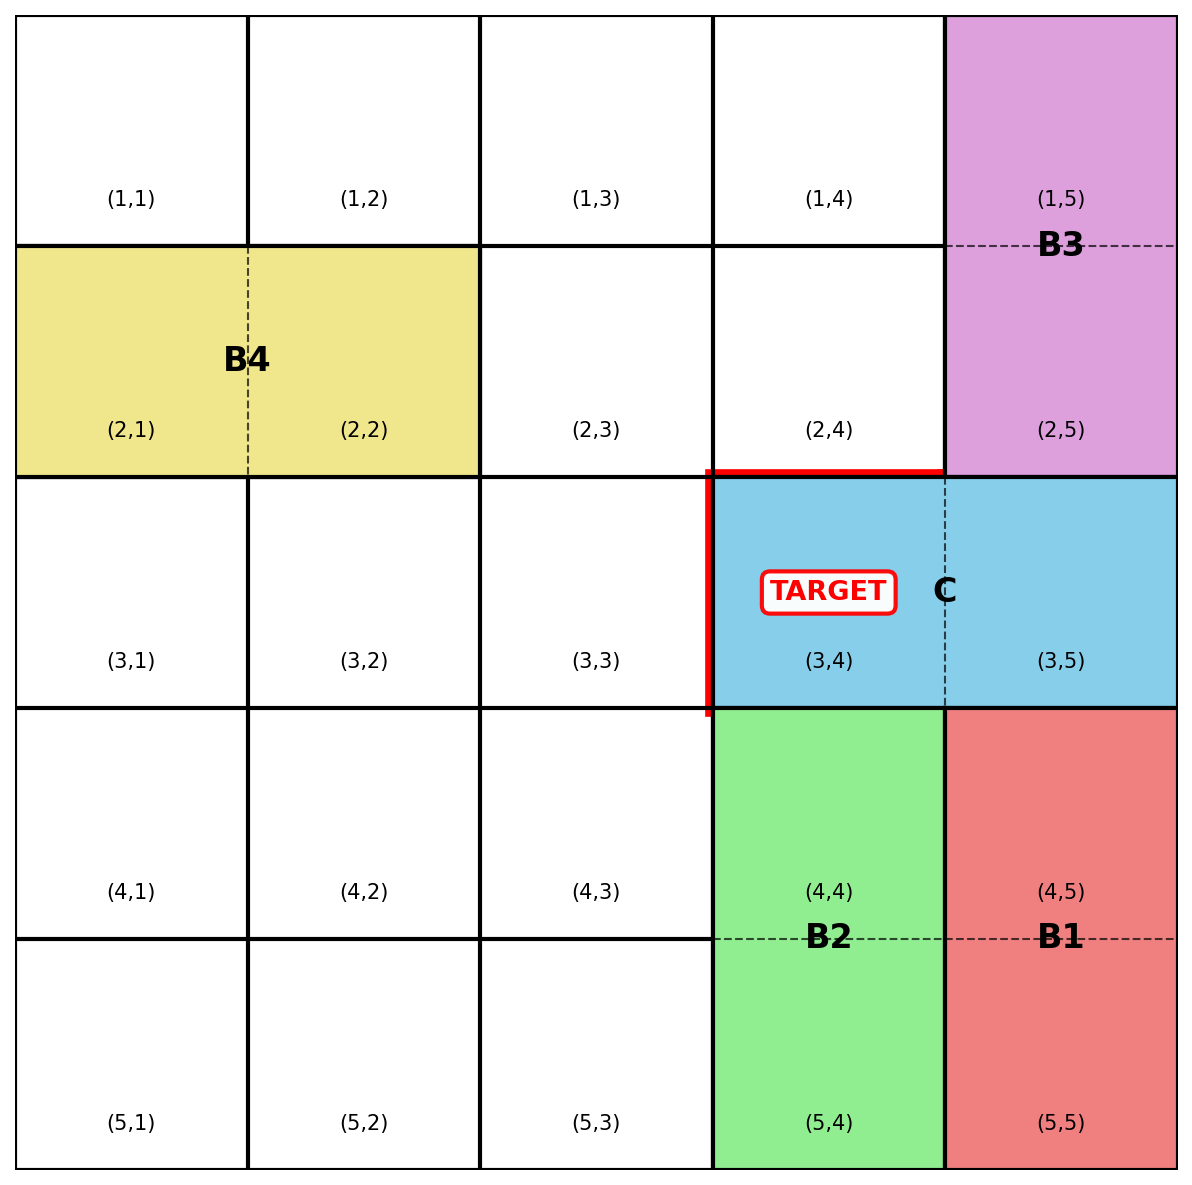 (1,1) (1,2) (1,3) (1,4) (1,5)
B3
B4
(2,1) (2,2) (2,3) (2,4) (2,5)
TARGET C
(3,1) (3,2) (3,3) (3,4) (3,5)
(4,1) (4,2) (4,3) (4,4) (4,5)
B2 B1
(5,1) (5,2) (5,3) (5,4) (5,5)